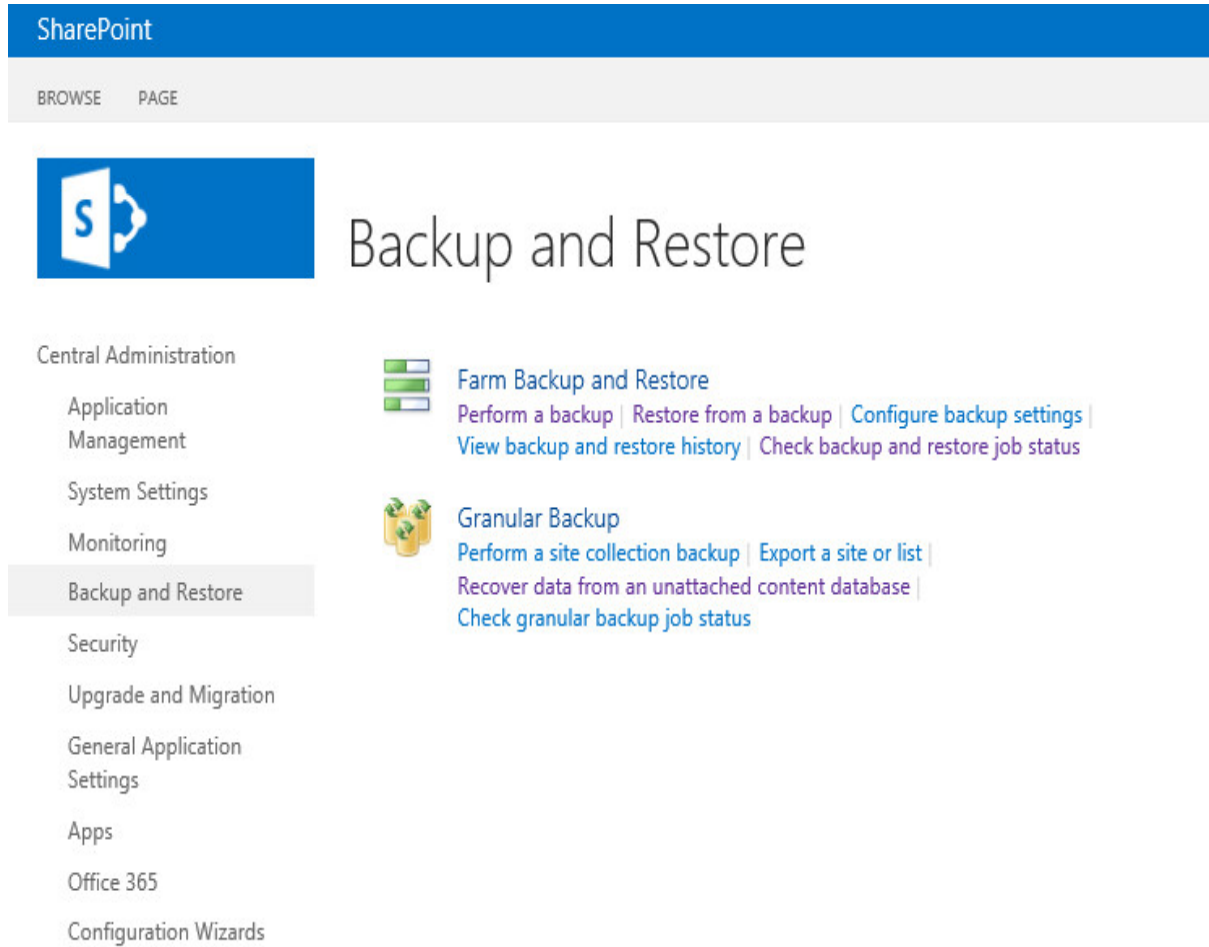 SharePoint
BROWSE PAGE
S
Backup and Restore
Central Administration
Application
Management
System Settings
Monitoring
Backup and Restore
Security
Upgrade and Migration
General Application
Settings
Apps
Office 365
Configuration Wizards
Farm Backup and Restore
Perform a backup | Restore from a backup | Configure backup settings |
View backup and restore history | Check backup and restore job status
Granular Backup
Perform a site collection backup | Export a site or list |
Recover data from an unattached content database |
Check granular backup job status